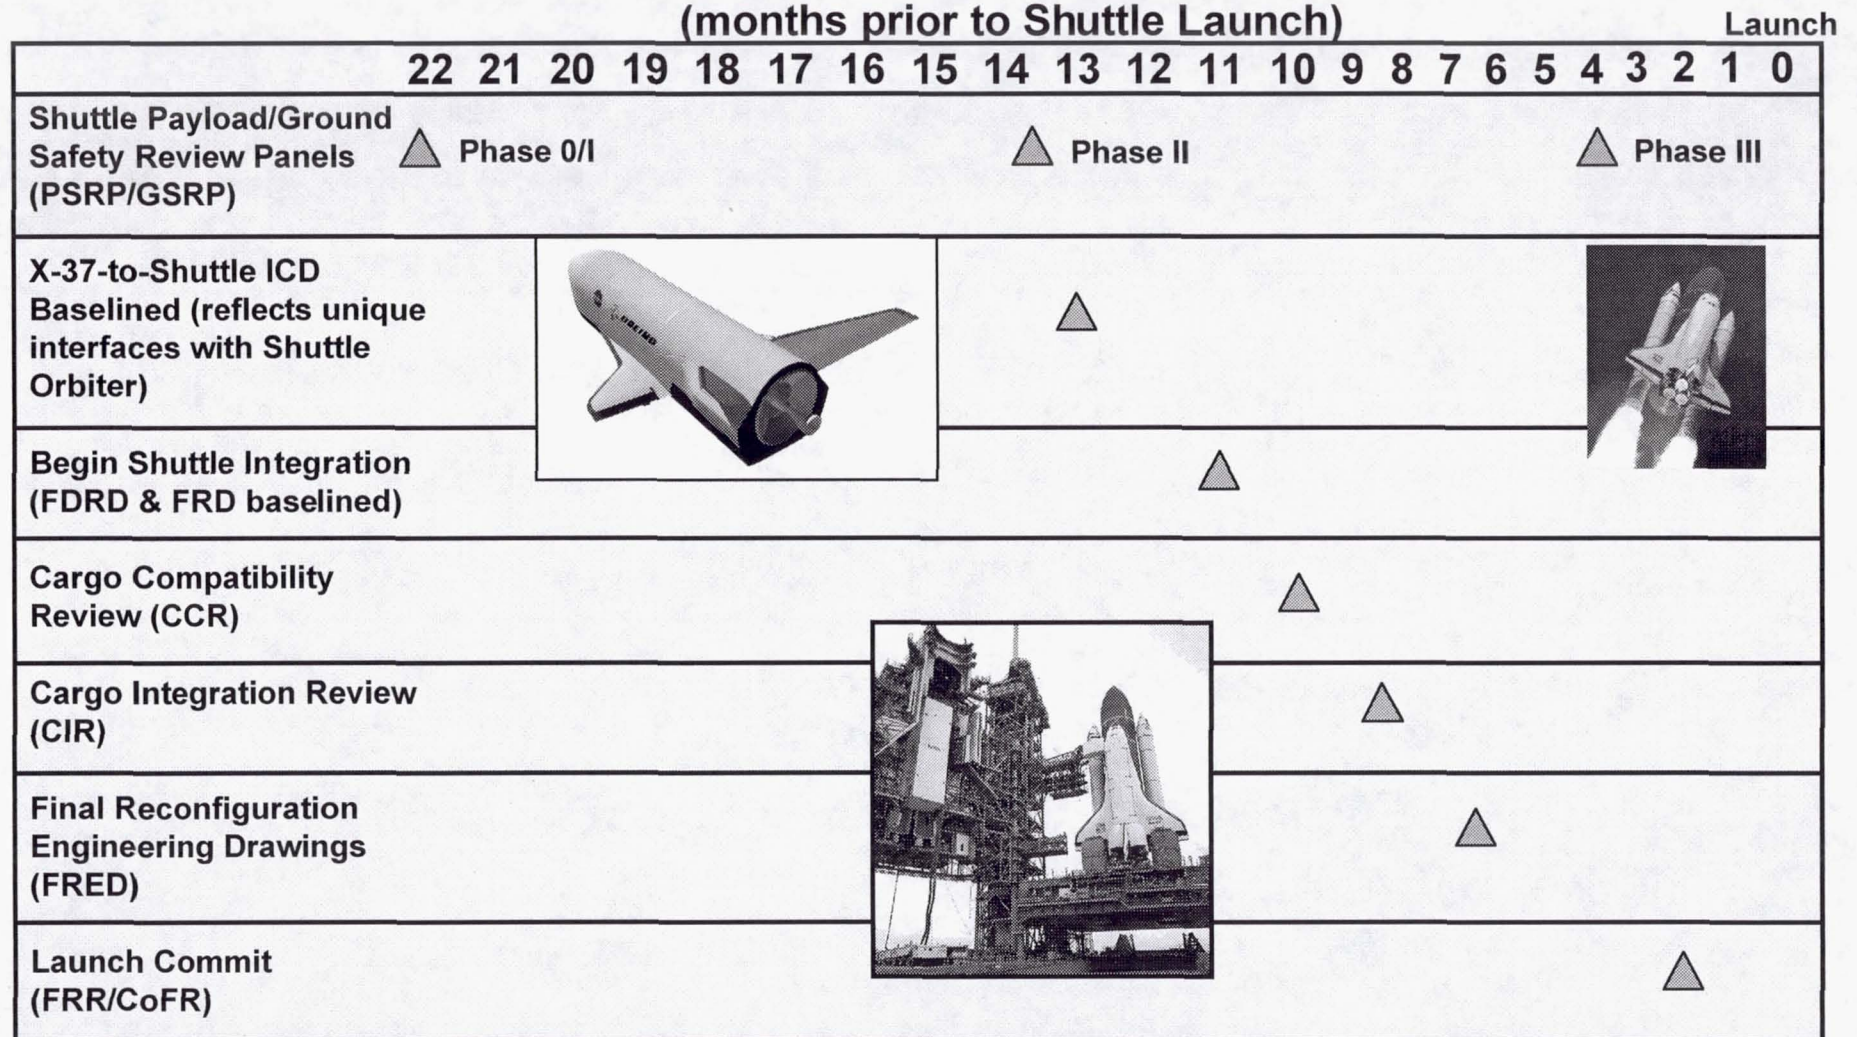 (months prior to Shuttle Launch)
Launch
22 21 20 19 18 17 16 15 14 13 12 11 10 9 8 7 6 5 4 3 2 1 0
Shuttle Payload/Ground
Safety Review Panels
(PSRP/GSRP)
Phase 0/I
Phase II
Phase III
X-37-to-Shuttle ICD
Baselined (reflects unique
interfaces with Shuttle
Orbiter)
BOEING
Begin Shuttle Integration
(FDRD & FRD baselined)
Cargo Compatibility
Review (CCR)
Cargo Integration Review
(CIR)
Final Reconfiguration
Engineering Drawings
(FRED)
Launch Commit
(FRR/CoFR)